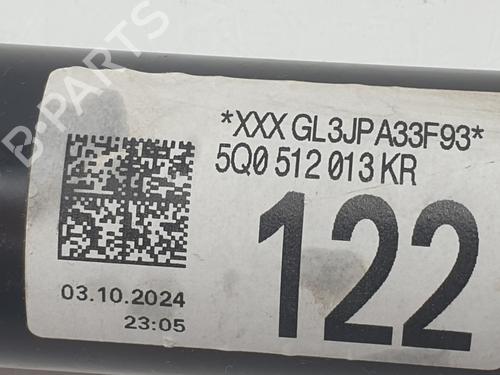 B-PARTS
*XXX GL3JPA33F93*
5Q0 512 013 KR
122
03.10.2024
23:05